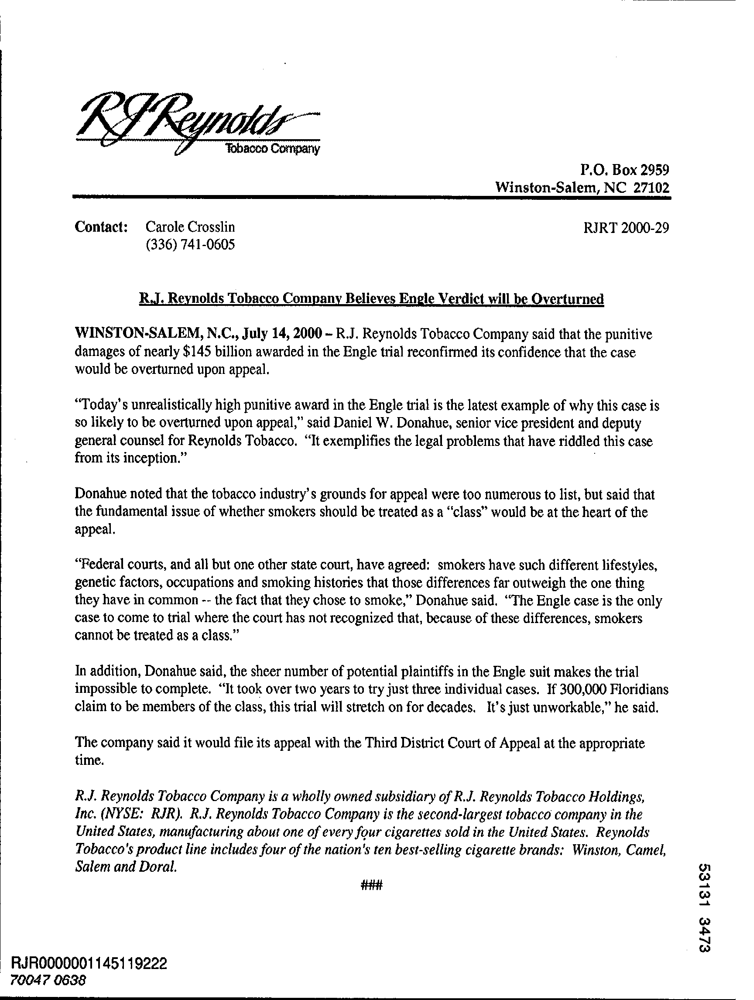 RJReynolds
Tobacco Company
P.O. Box 2959
Winston-Salem, NC 27102
Contact: Carole Crosslin
(336) 741-0605
RJRT 2000-29
R.J. Reynolds Tobacco Company Believes Engle Verdict will be Overturned
WINSTON-SALEM, N.C., July 14, 2000 – R.J. Reynolds Tobacco Company said that the punitive
damages of nearly $145 billion awarded in the Engle trial reconfirmed its confidence that the case
would be overturned upon appeal.
“Today's unrealistically high punitive award in the Engle trial is the latest example of why this case is
so likely to be overturned upon appeal,” said Daniel W. Donahue, senior vice president and deputy
general counsel for Reynolds Tobacco. “It exemplifies the legal problems that have riddled this case
from its inception.”
Donahue noted that the tobacco industry's grounds for appeal were too numerous to list, but said that
the fundamental issue of whether smokers should be treated as a “class” would be at the heart of the
appeal.
“Federal courts, and all but one other state court, have agreed: smokers have such different lifestyles,
genetic factors, occupations and smoking histories that those differences far outweigh the one thing
they have in common -- the fact that they chose to smoke,” Donahue said. “The Engle case is the only
case to come to trial where the court has not recognized that, because of these differences, smokers
cannot be treated as a class.”
In addition, Donahue said, the sheer number of potential plaintiffs in the Engle suit makes the trial
impossible to complete. “It took over two years to try just three individual cases. If 300,000 Floridians
claim to be members of the class, this trial will stretch on for decades. It's just unworkable,” he said.
The company said it would file its appeal with the Third District Court of Appeal at the appropriate
time.
R.J. Reynolds Tobacco Company is a wholly owned subsidiary of R.J. Reynolds Tobacco Holdings,
Inc. (NYSE: RJR). R.J. Reynolds Tobacco Company is the second-largest tobacco company in the
United States, manufacturing about one of every four cigarettes sold in the United States. Reynolds
Tobacco's product line includes four of the nation's ten best-selling cigarette brands: Winston, Camel,
Salem and Doral.
###
53131 3473
RJR0000001145119222
70047 0638